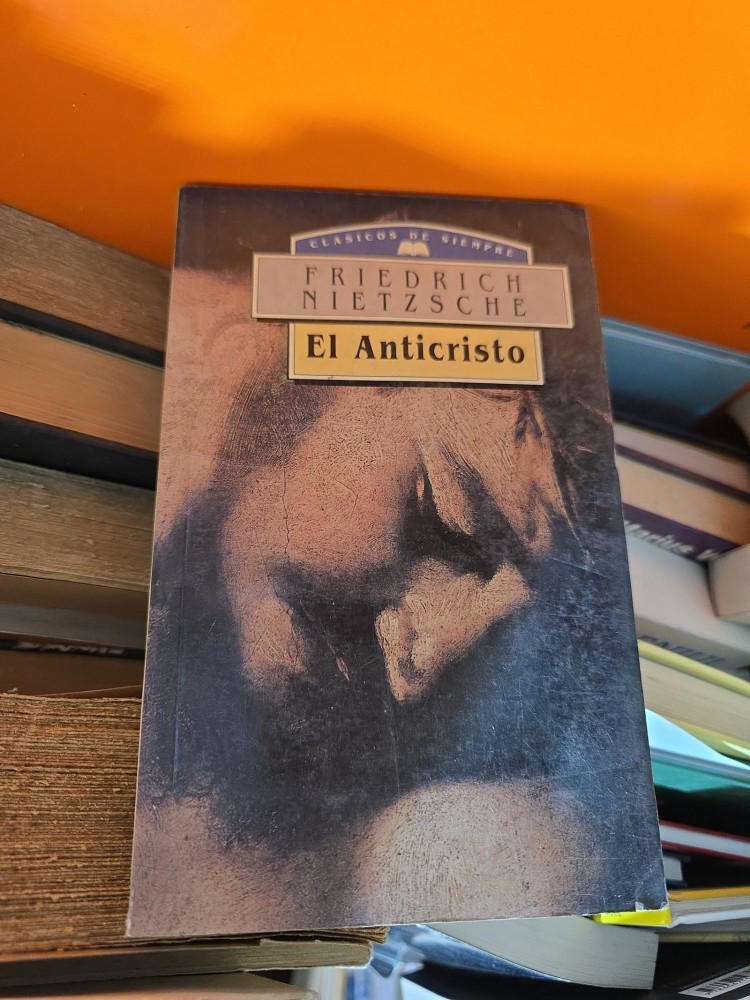 CLÁSICOS DE SIEMPRE
FRIEDRICH
NIETZSCHE
El Anticristo